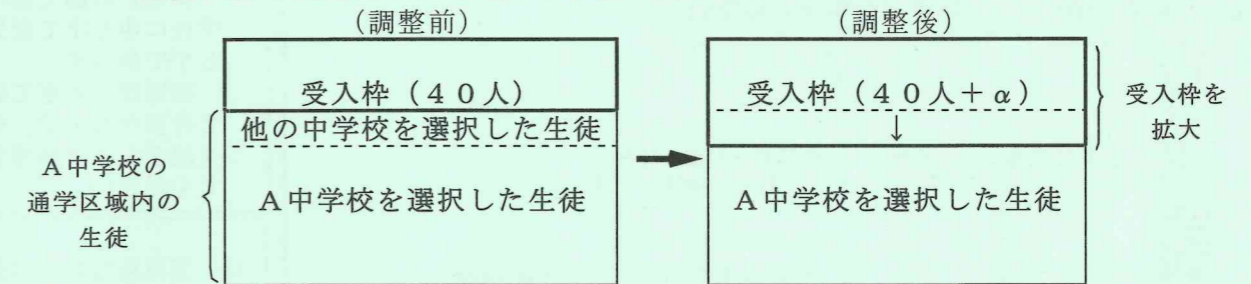 （調整前）
受入枠（４０人）
他の中学校を選択した生徒
Ａ中学校を選択した生徒
Ａ中学校の
通学区域内の
生徒
（調整後）
受入枠（４０人＋α）
↓
Ａ中学校を選択した生徒
受入枠を
拡大